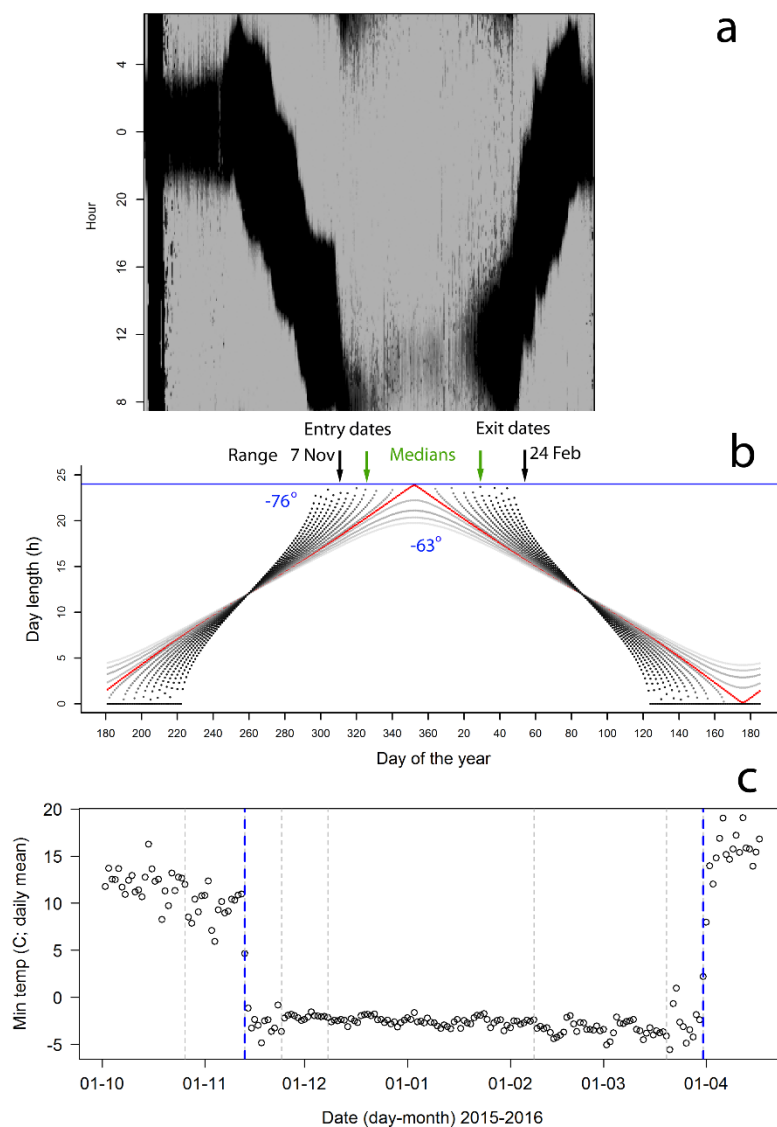 a
4
0
20
16
12
8
Hour
Entry dates
Exit dates
Range 7 Nov
Medians
24 Feb
b
25
20
15
10
5
0
Day length (h)
-76°
-63°
180 200 220 240 260 280 300 320 340 360 20 40 60 80 100 120 140 160 180
Day of the year
c
20
15
10
5
0
-5
Min temp (C; daily mean)
01-10 01-11 01-12 01-01 01-02 01-03 01-04
Date (day-month) 2015-2016